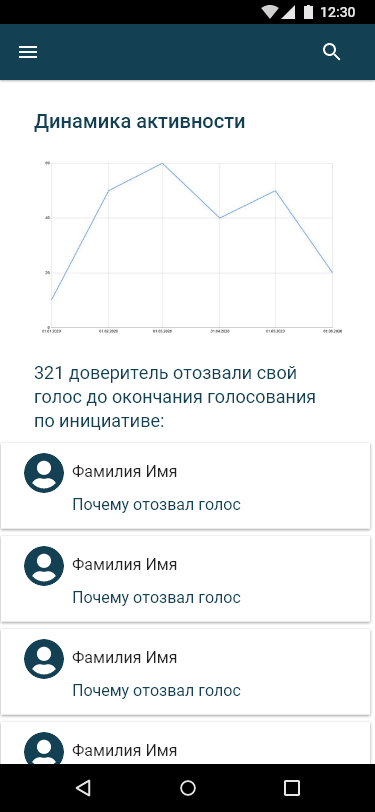 12:30
Динамика активности
60
40
20
0
01.01.2020 01.02.2020 01.03.2020 01.04.2020 01.05.2020 01.06.2020
321 доверитель отозвали свой
голос до окончания голосования
по инициативе:
Фамилия Имя
Почему отозвал голос
Фамилия Имя
Почему отозвал голос
Фамилия Имя
Почему отозвал голос
Фамилия Имя